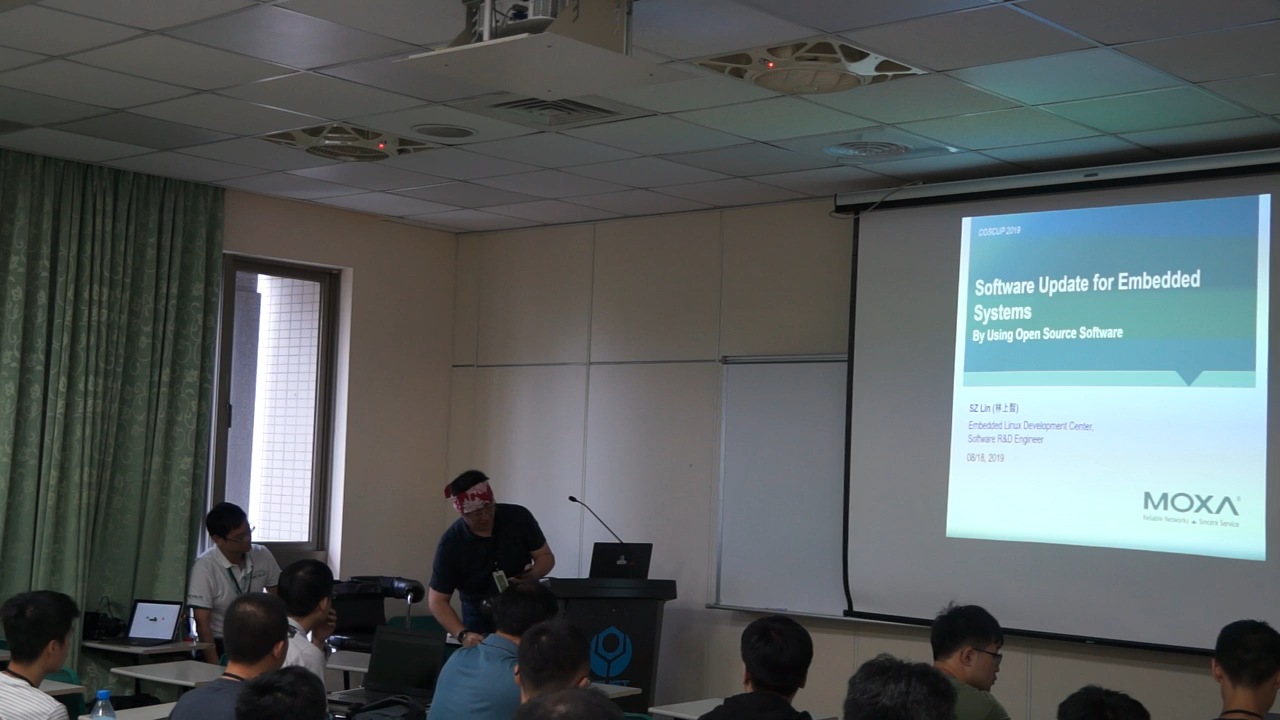 COSCUP 2019
Software Update for Embedded
Systems
By Using Open Source Software
SZ Lin (林上智)
Embedded Linux Development Center,
Software R&D Engineer
08/18, 2019
MOXA®
Reliable Networks ▲ Sincere Service